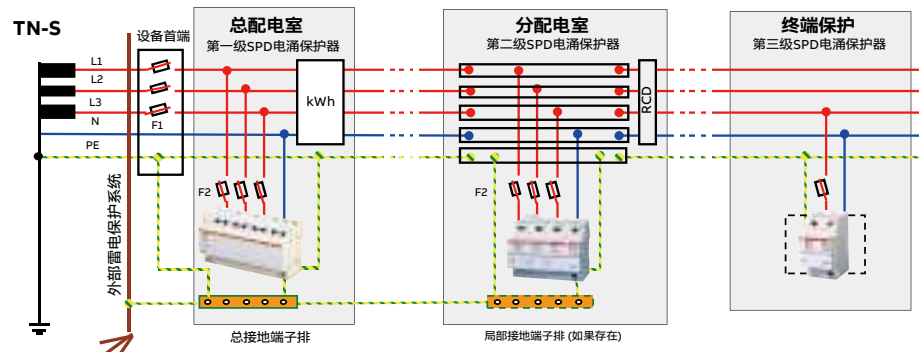 TN-S
设备首端
总配电室
第一级SPD电涌保护器
分配电室
第二级SPD电涌保护器
终端保护
第三级SPD电涌保护器
L1
L2
L3
N
PE
F1
kWh
RCD
F2
F2
外部雷电保护系统
总接地端子排
局部接地端子排 (如果存在)